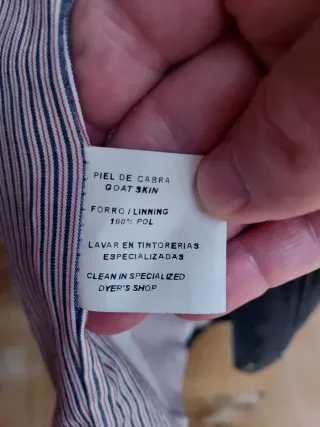 PIEL DE CABRA
GOAT SKIN
FORRO / LINNING
100% POL
LAVAR EN TINTORERIAS
ESPECIALIZADAS
CLEAN IN SPECIALIZED
DYER'S SHOP